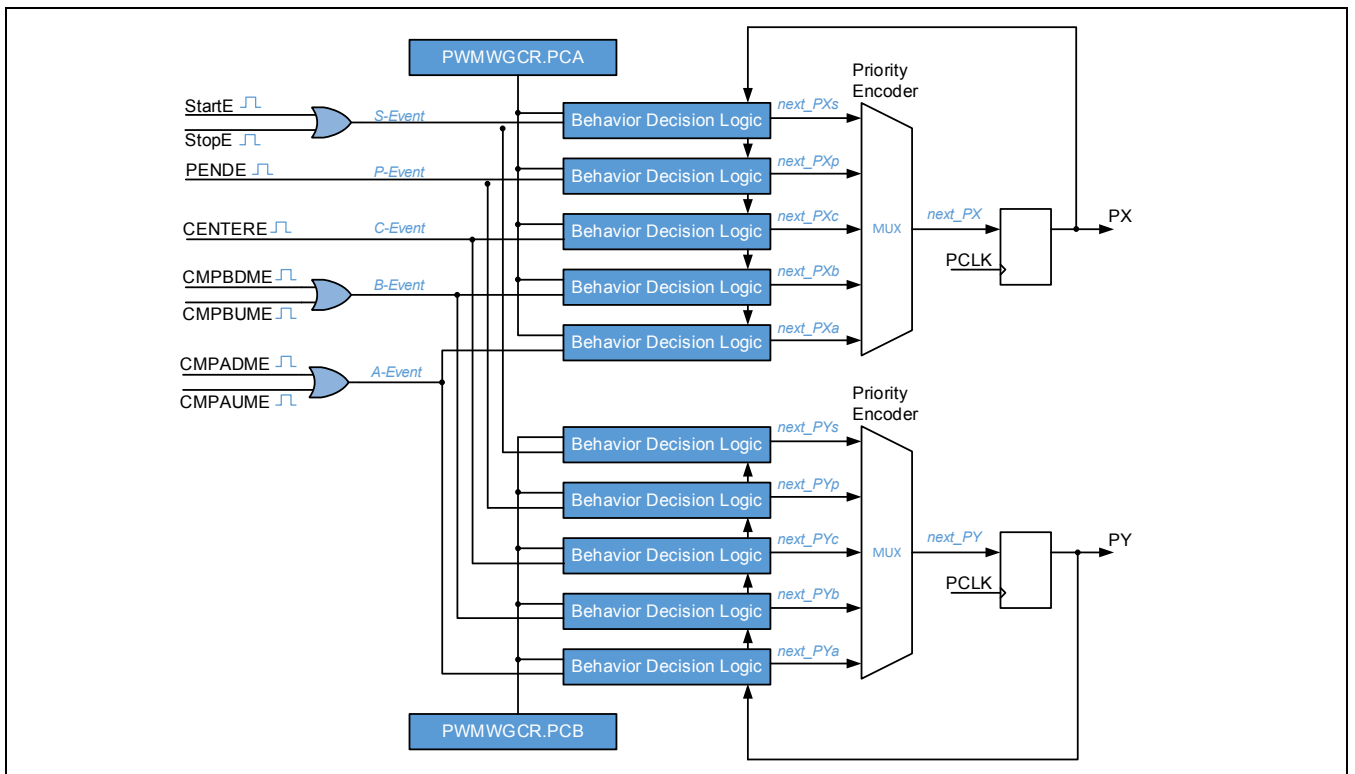 PWMWGCR.PCA
Priority
Encoder
StartE
StopE
S-Event
Behavior Decision Logic
next_PXs
PENDE
P-Event
Behavior Decision Logic
next_PXp
CENTERE
C-Event
Behavior Decision Logic
next_PXc
MUX
next_PX
PX
PCLK
CMPBDME
CMPBUME
B-Event
Behavior Decision Logic
next_PXb
CMPADME
CMPAUME
A-Event
Behavior Decision Logic
next_PXa
Priority
Encoder
Behavior Decision Logic
next_PYs
Behavior Decision Logic
next_PYp
Behavior Decision Logic
next_PYc
MUX
next_PY
PY
PCLK
Behavior Decision Logic
next_PYb
Behavior Decision Logic
next_PYa
PWMWGCR.PCB